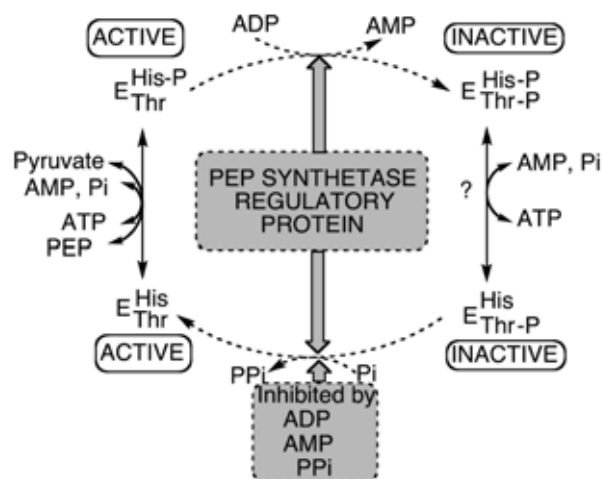 ACTIVE
ADP
AMP
INACTIVE
E His-P Thr
E His-P Thr-P
PEP SYNTHETASE
REGULATORY
PROTEIN
Pyruvate
AMP, Pi
ATP
PEP
?
AMP, Pi
ATP
E His Thr
E His Thr-P
ACTIVE
INACTIVE
PPi
Pi
Inhibited by
ADP
AMP
PPi